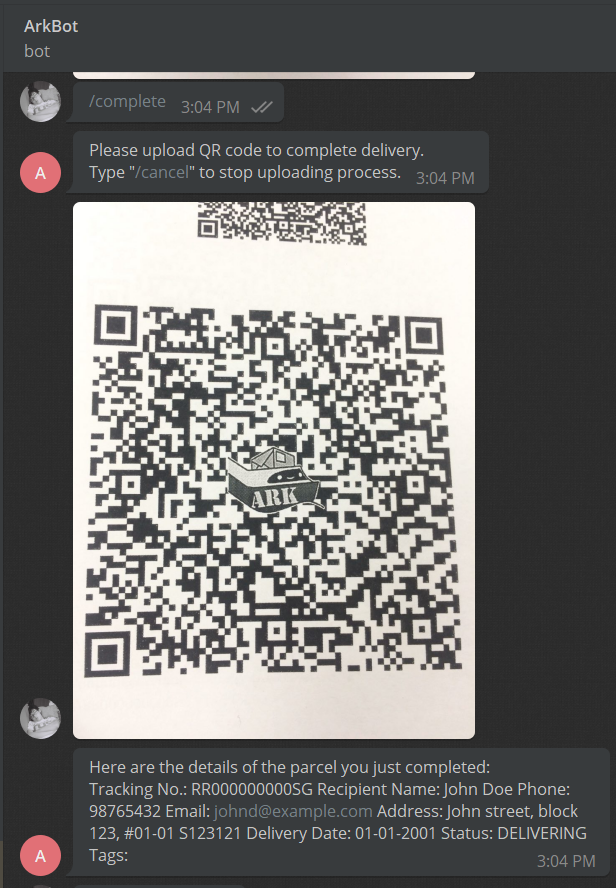 ArkBot
bot
/complete 3:04 PM
Please upload QR code to complete delivery.
Type "/cancel" to stop uploading process. 3:04 PM
A
ARK
Here are the details of the parcel you just completed:
Tracking No.: RR000000000SG Recipient Name: John Doe Phone:
98765432 Email: johnd@example.com Address: John street, block
123, #01-01 S123121 Delivery Date: 01-01-2001 Status: DELIVERING
Tags: 3:04 PM
A